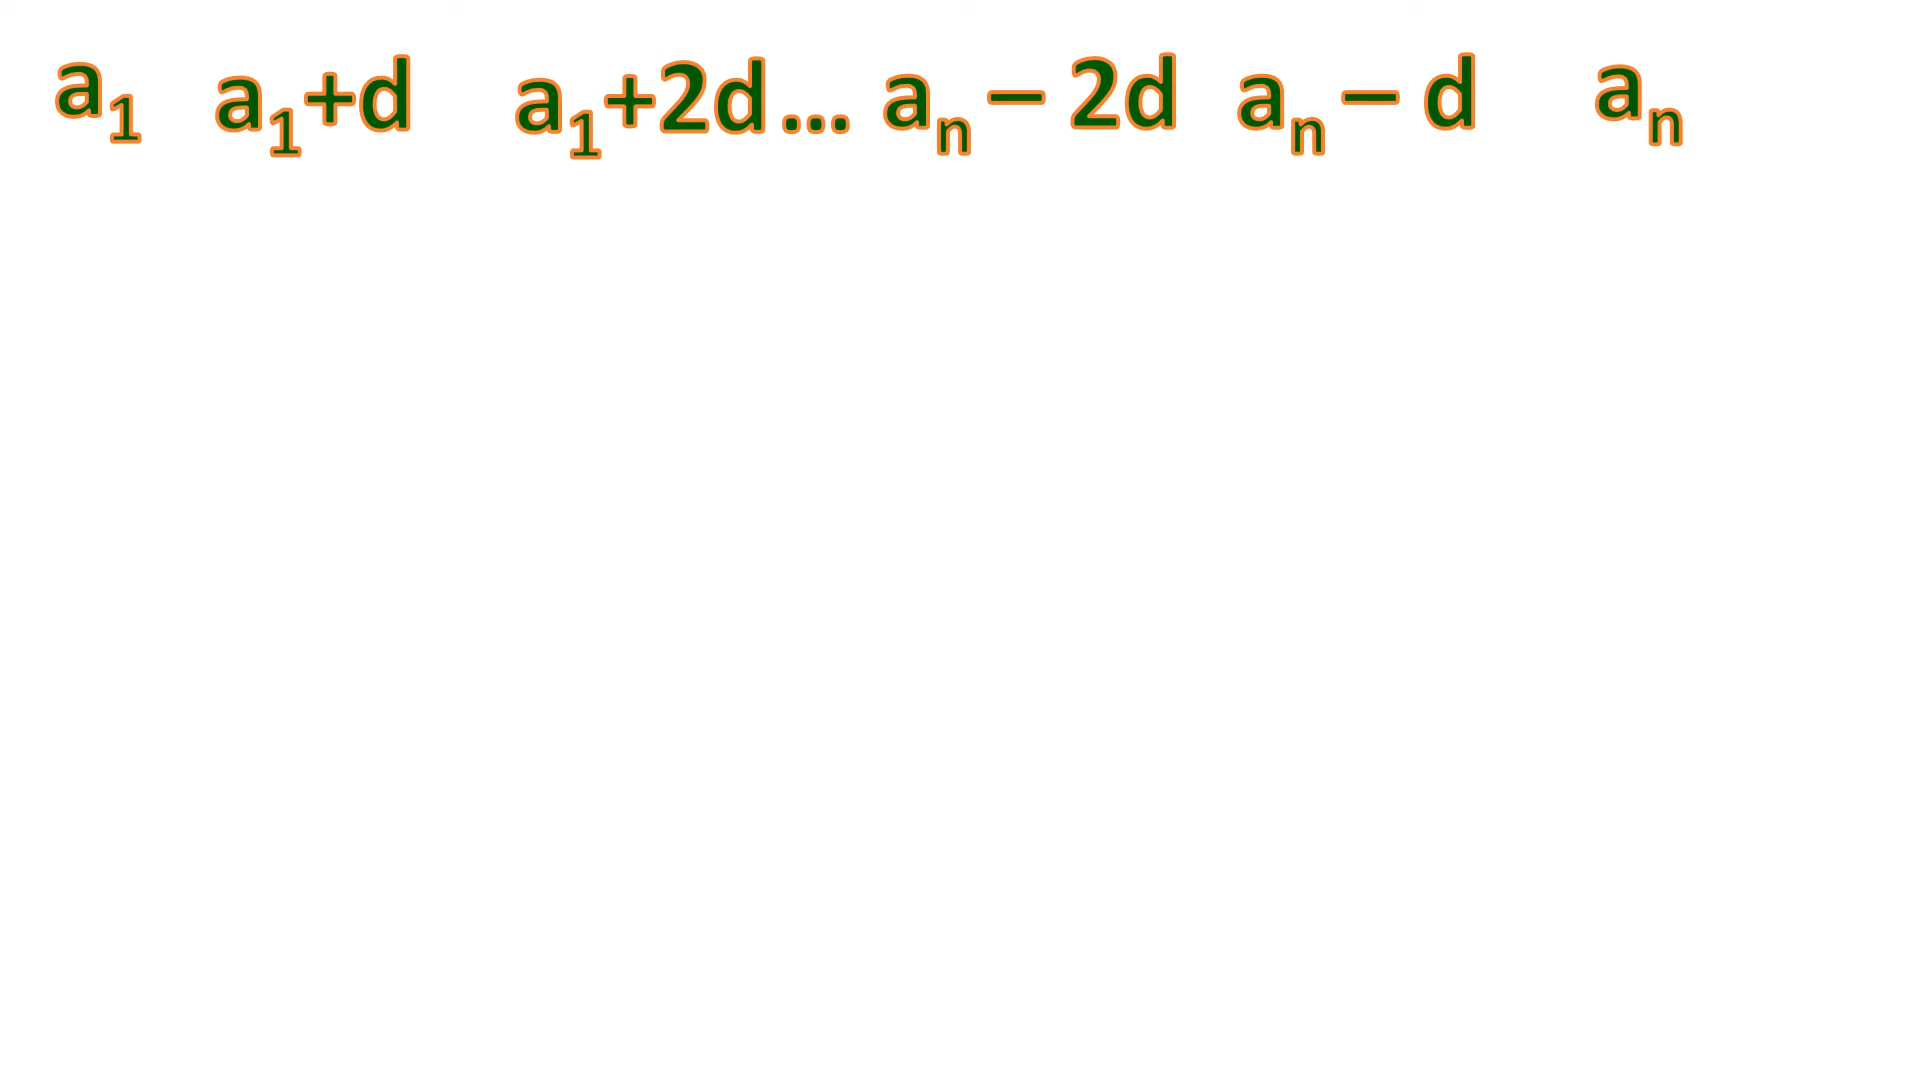 a₁ a₁+d a₁+2d... aₙ – 2d aₙ – d aₙ